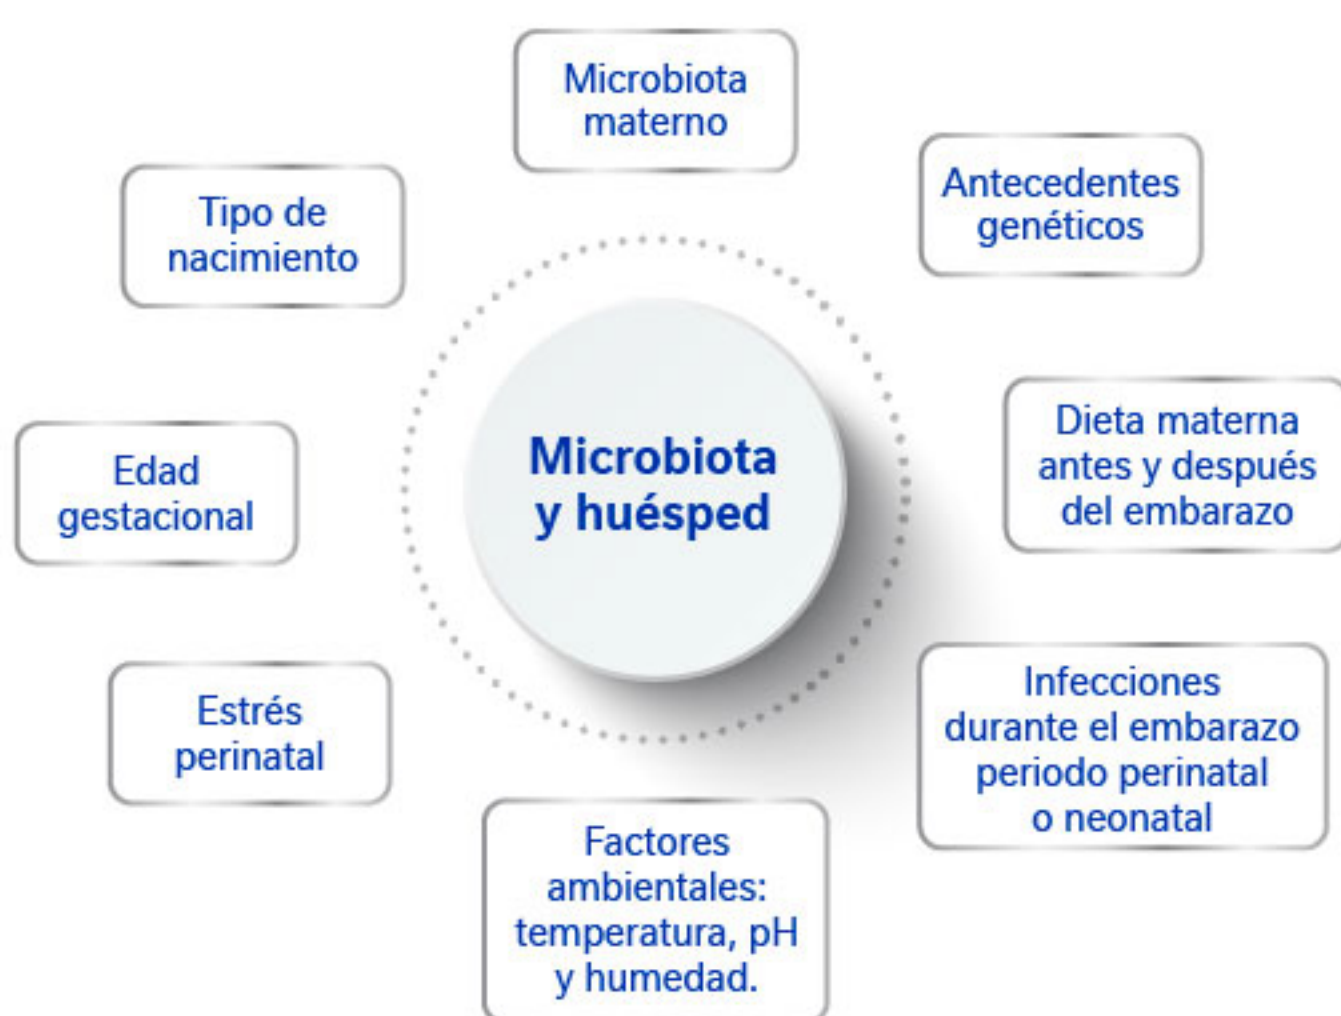 Microbiota
materno
Antecedentes
genéticos
Tipo de
nacimiento
Dieta materna
antes y después
del embarazo
Microbiota
y huésped
Edad
gestacional
Infecciones
durante el embarazo
periodo perinatal
o neonatal
Estrés
perinatal
Factores
ambientales:
temperatura, pH
y humedad.